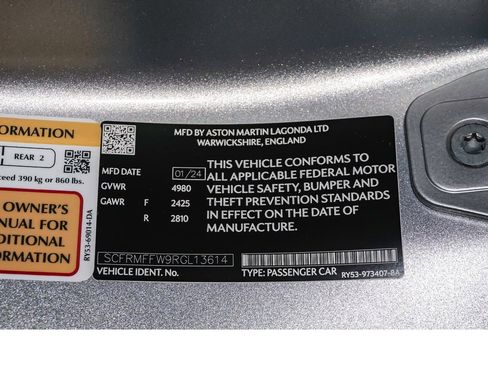 ORMATION
REAR 2
exceed 390 kg or 860 lbs.
OWNER'S
ANUAL FOR
DITIONAL
ORMATION
RY53-69014-DA
MFD BY ASTON MARTIN LAGONDA LTD
WARWICKSHIRE, ENGLAND
MFD DATE 01/24
GVWR 4980
GAWR F 2425
R 2810
THIS VEHICLE CONFORMS TO
ALL APPLICABLE FEDERAL MOTOR
VEHICLE SAFETY, BUMPER AND
THEFT PREVENTION STANDARDS
IN EFFECT ON THE DATE OF
MANUFACTURE.
SCFRMFFW9RGL13614
VEHICLE IDENT. No.
TYPE: PASSENGER CAR
RY53-973407-BA